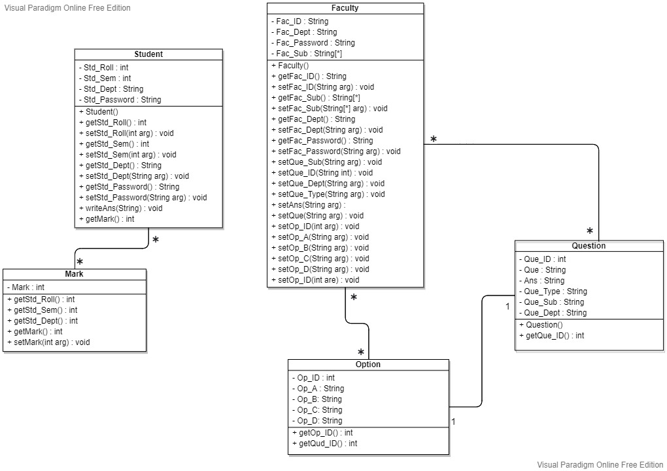 Visual Paradigm Online Free Edition
Faculty
- Fac_ID : String
- Fac_Dept : String
- Fac_Password : String
- Fac_Sub : String[*]
+ Faculty()
+ getFac_ID() : String
+ setFac_ID(String arg) : void
+ getFac_Sub() : String[*]
+ setFac_Sub(String[*] arg) : void
+ getFac_Dept() : String
+ setFac_Dept(String arg) : void
+ getFac_Password() : String
+ setFac_Password(String arg) : void
+ setQue_Sub(String arg) : void
+ setQue_ID(String int) : void
+ setQue_Dept(String arg) : void
+ setQue_Type(String arg) : void
+ setAns(String arg) :
+ setQue(String arg) : void
+ setOp_ID(int arg) : void
+ setOp_A(String arg) : void
+ setOp_B(String arg) : void
+ setOp_C(String arg) : void
+ setOp_D(String arg) : void
+ setOp_ID(int are) : void
Student
- Std_Roll : int
- Std_Sem : int
- Std_Dept : String
- Std_Password : String
+ Student()
+ getStd_Roll() : int
+ setStd_Roll(int arg) : void
+ getStd_Sem() : int
+ setStd_Sem(int arg) : void
+ getStd_Dept() : String
+ setStd_Dept(String arg) : void
+ getStd_Password() : String
+ setStd_Password(String arg) : void
+ writeAns(String) : void
+ getMark() : int
*
*
*
*
Mark
- Mark : int
+ getStd_Roll() : int
+ getStd_Sem() : int
+ getStd_Dept() : int
+ getMark() : int
+ setMark(int arg) : void
Question
- Que_ID : int
- Que : String
- Ans : String
- Que_Type : String
- Que_Sub : String
- Que_Dept : String
+ Question()
+ getQue_ID() : int
*
*
1
Option
- Op_ID : int
- Op_A : String
- Op_B: String
- Op_C: String
- Op_D: String
+ getOp_ID() : int
+ getQud_ID() : int
1
Visual Paradigm Online Free Edition